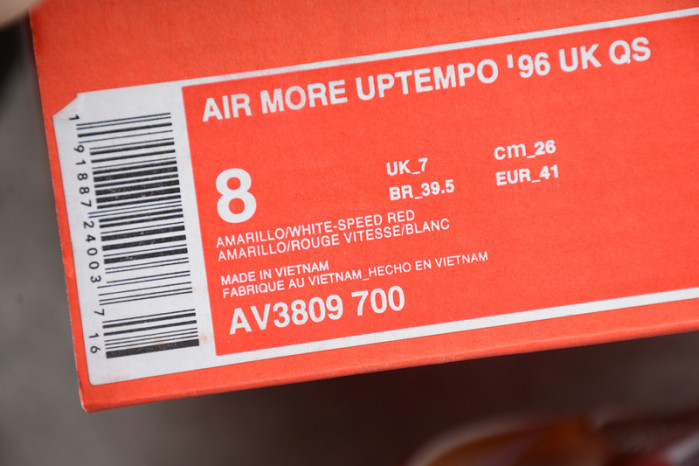 AIR MORE UPTEMPO '96 UK QS
8
UK_7
cm_26
BR_39.5
EUR_41
AMARILLO/WHITE-SPEED RED
AMARILLO/ROUGE VITESSE/BLANC
MADE IN VIETNAM
FABRIQUE AU VIETNAM_HECHO EN VIETNAM
AV3809 700
1 91887 24003 7 16